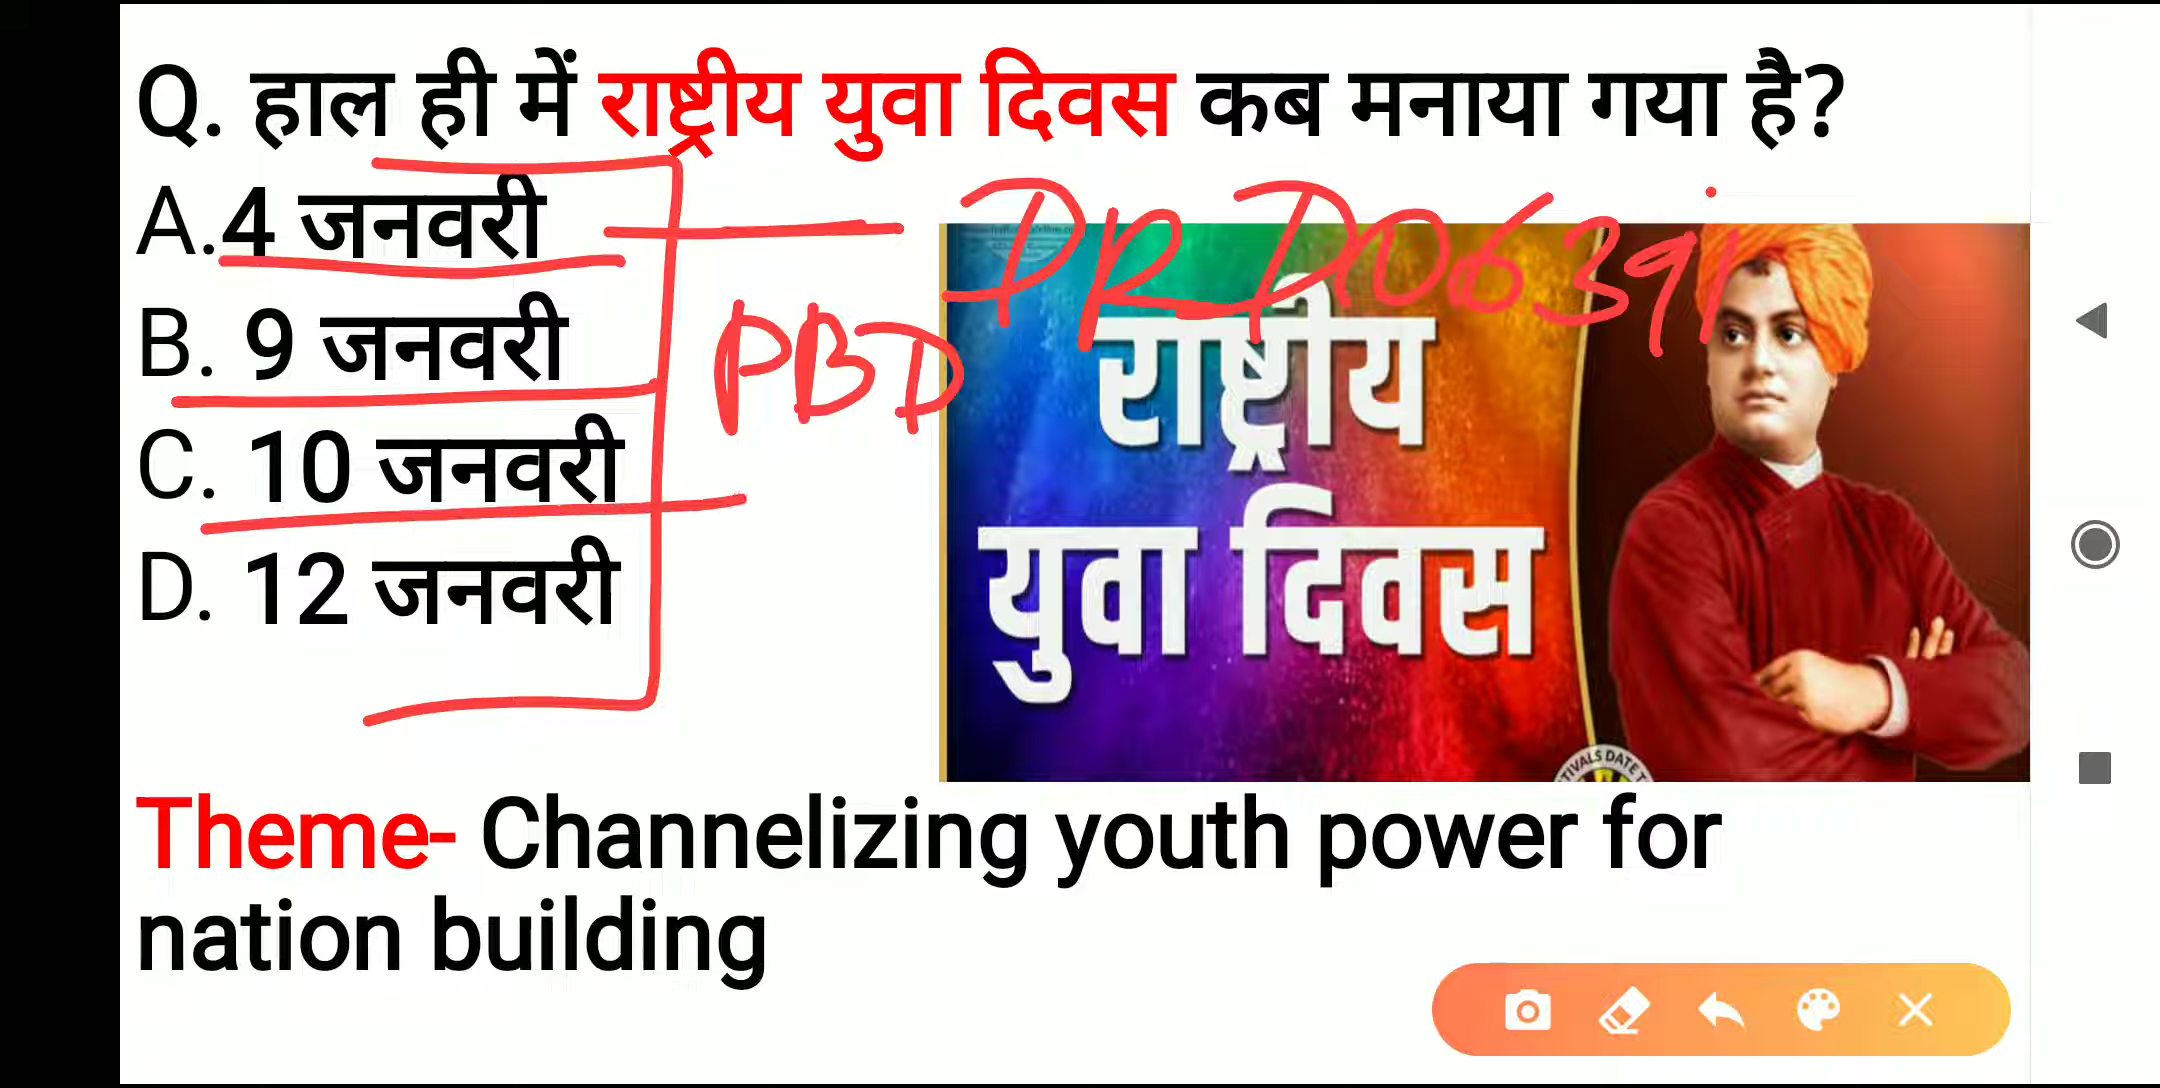 Q. हाल ही में राष्ट्रीय युवा दिवस कब मनाया गया है?
A.4 जनवरी
DRD06391
B. 9 जनवरी
PBD
C. 10 जनवरी
D. 12 जनवरी
राष्ट्रीय
युवा दिवस
Theme- Channelizing youth power for
nation building